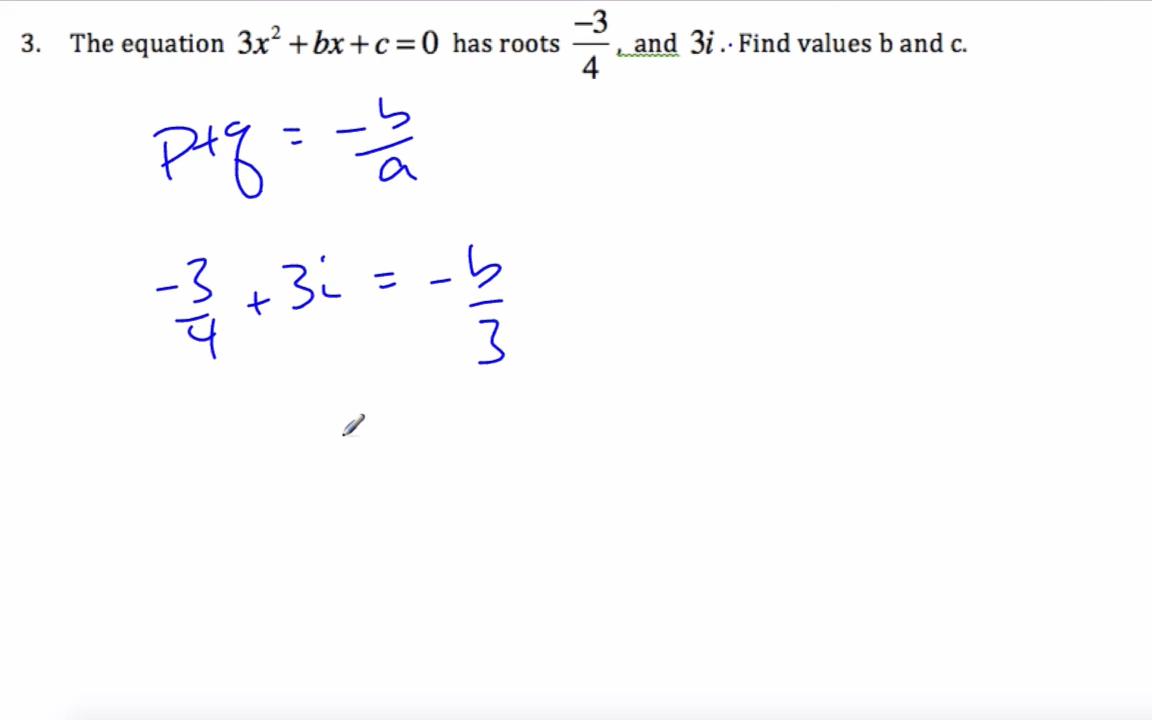 3. The equation 3x² + bx + c = 0 has roots −3/4, and 3i.. Find values b and c.
p+q = -b/a
-3/4 + 3i = -b/3